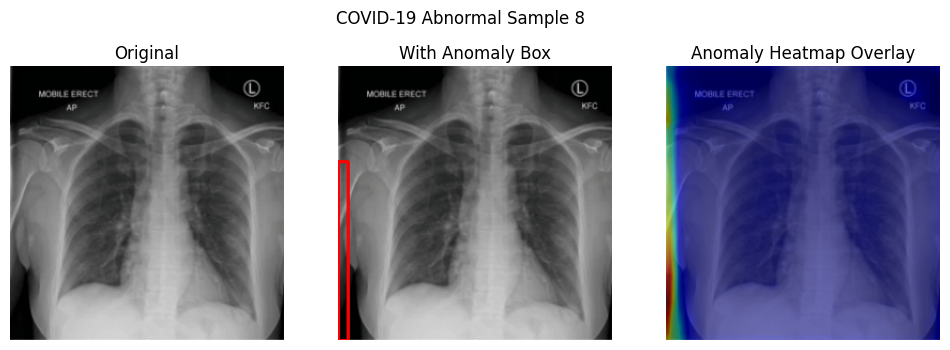 COVID-19 Abnormal Sample 8
Original
MOBILE ERECT
AP
L
KFC
With Anomaly Box
MOBILE ERECT
AP
L
KFC
Anomaly Heatmap Overlay
MOBILE ERECT
AP
L
KFC